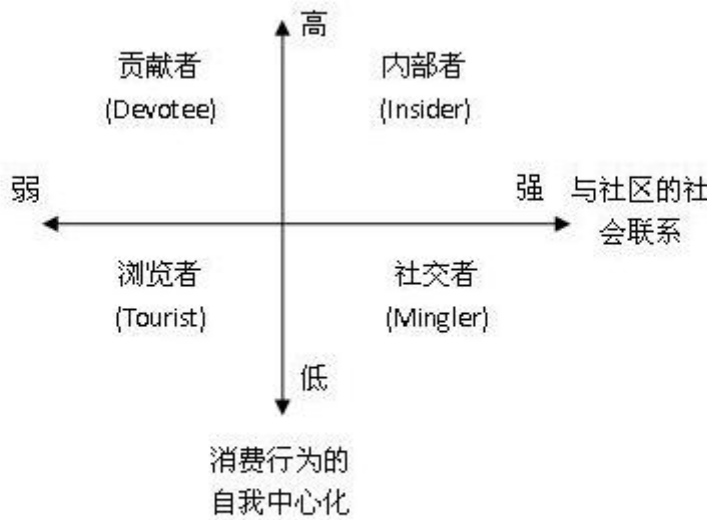 高
贡献者
(Devotee)
内部者
(Insider)
弱
强
与社区的社
会联系
浏览者
(Tourist)
社交者
(Mingler)
低
消费行为的
自我中心化